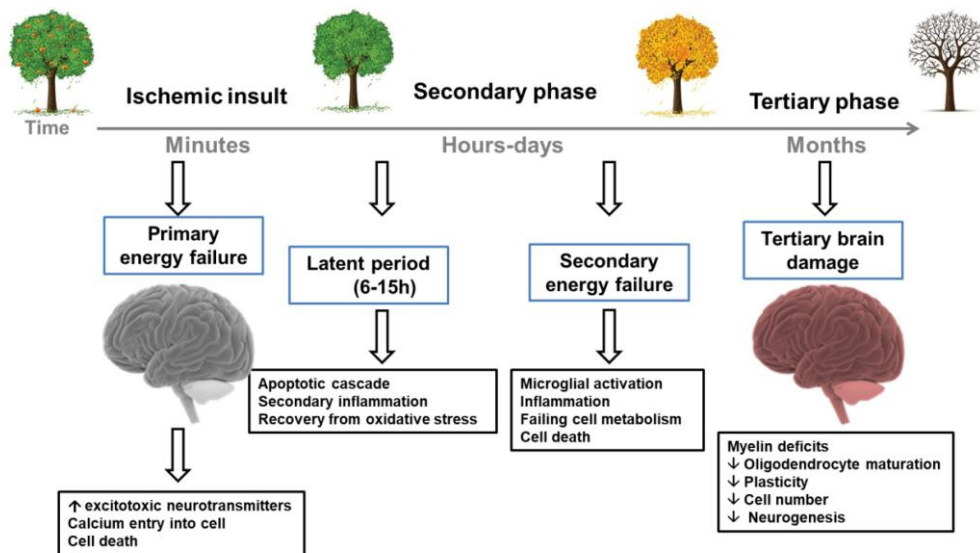 Ischemic insult
Secondary phase
Tertiary phase
Time
Minutes
Hours-days
Months
Primary
energy failure
Latent period
(6-15h)
Secondary
energy failure
Tertiary brain
damage
↑ excitotoxic neurotransmitters
Calcium entry into cell
Cell death
Apoptotic cascade
Secondary inflammation
Recovery from oxidative stress
Microglial activation
Inflammation
Failing cell metabolism
Cell death
Myelin deficits
↓ Oligodendrocyte maturation
↓ Plasticity
↓ Cell number
↓ Neurogenesis